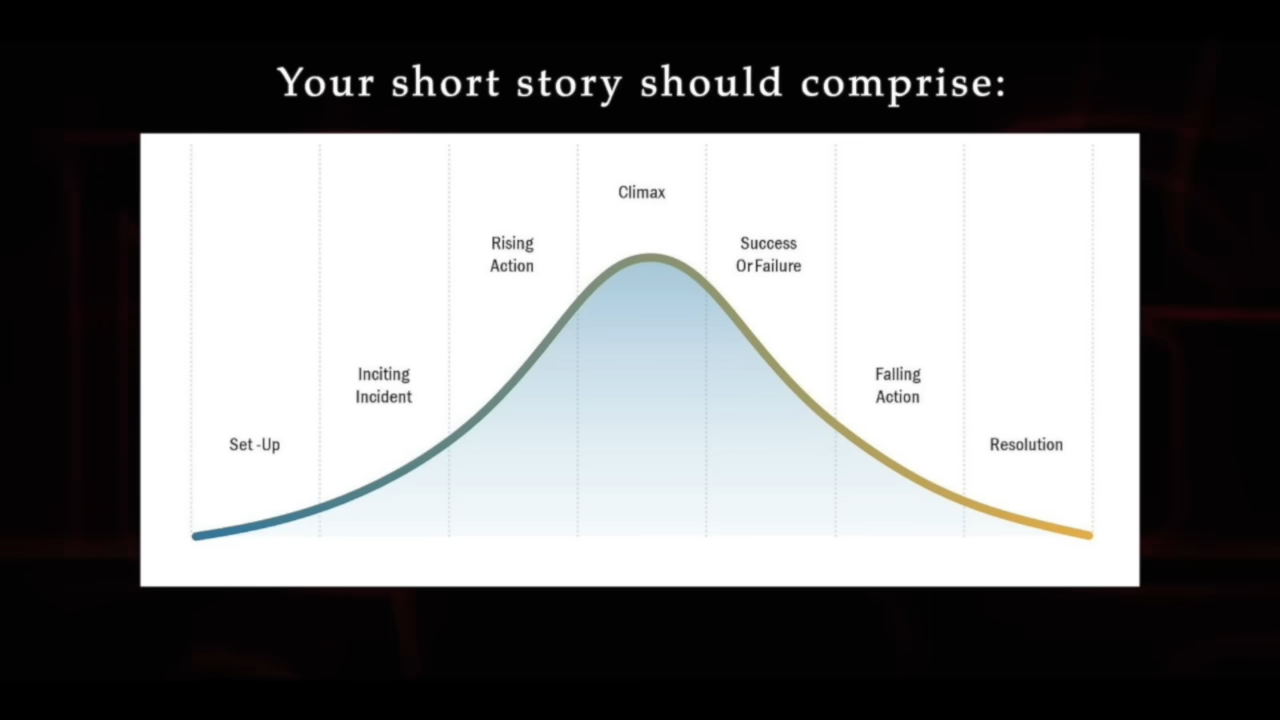 Your short story should comprise:
Set -Up
Inciting
Incident
Rising
Action
Climax
Success
Or Failure
Falling
Action
Resolution